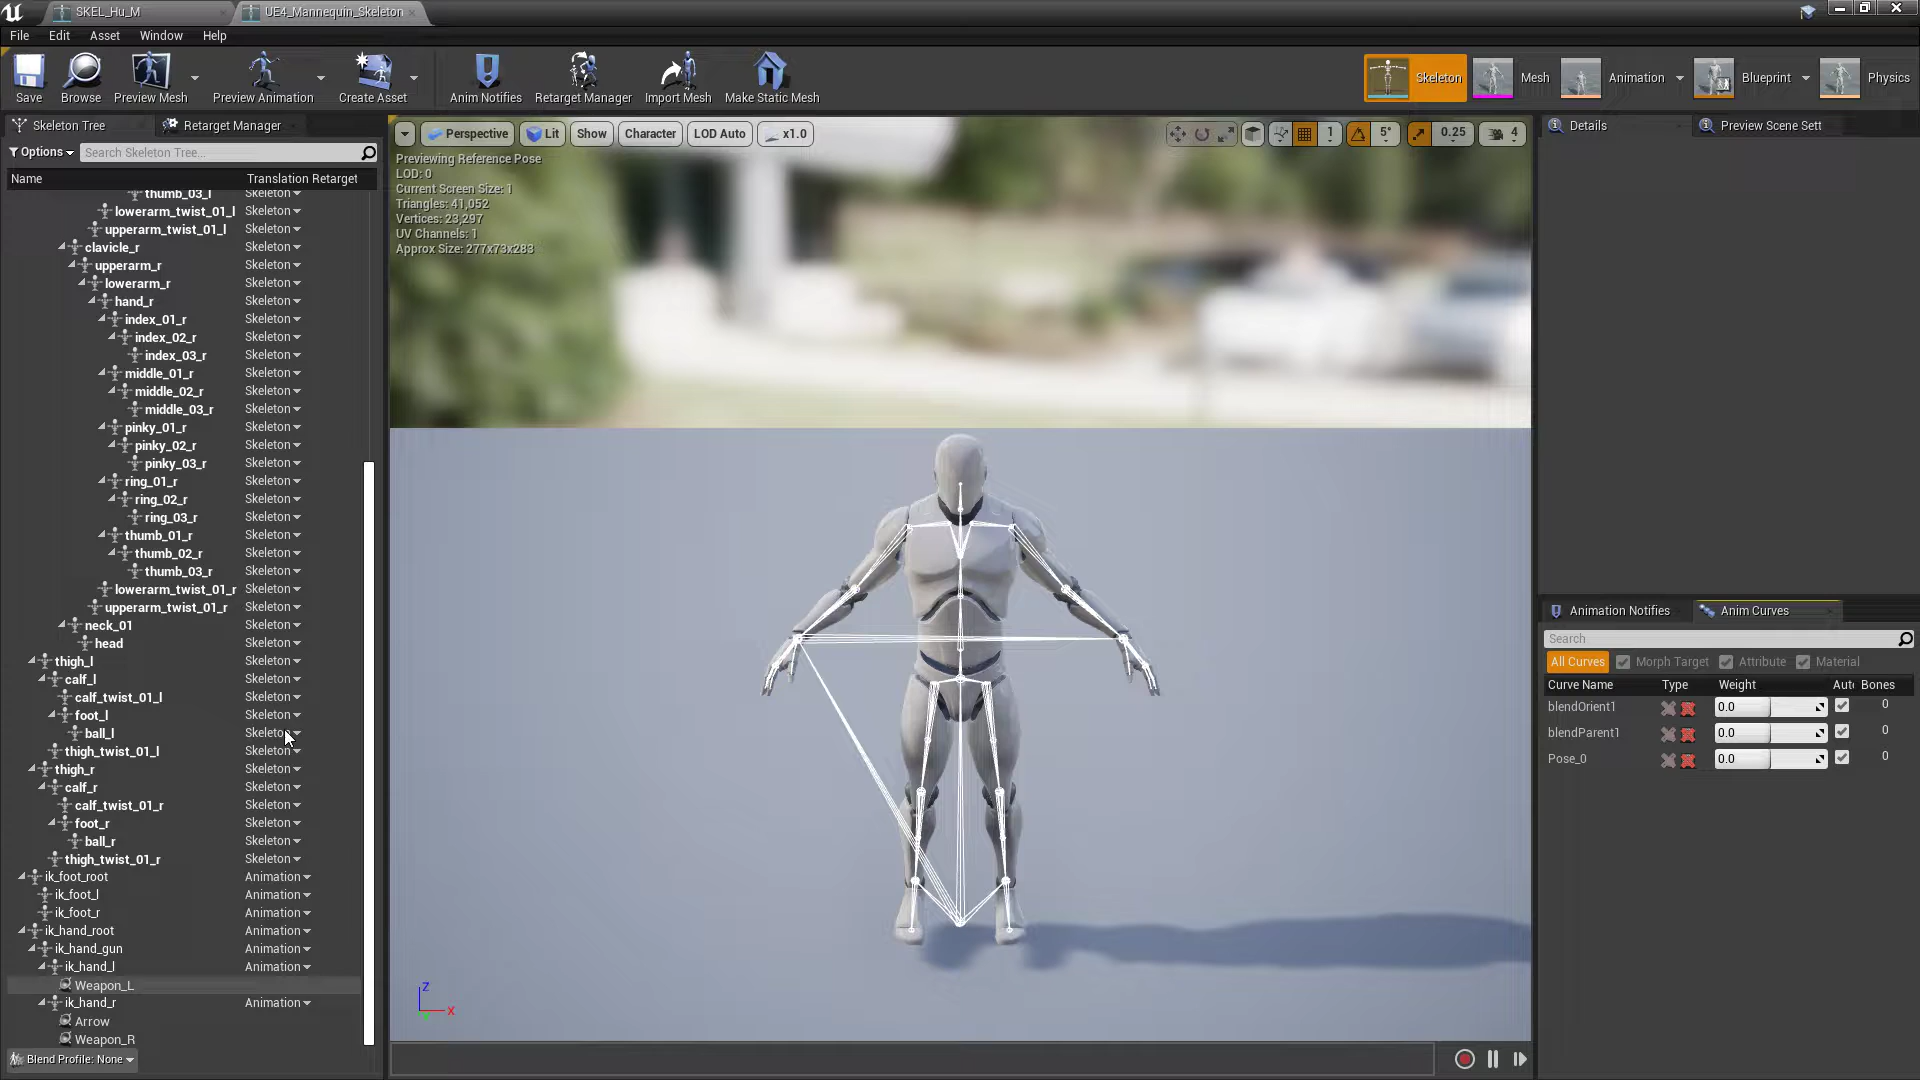 SKEL_Hu_M
UE4_Mannequin_Skeleton
File Edit Asset Window Help
Save Browse Preview Mesh Preview Animation Create Asset Anim Notifies Retarget Manager Import Mesh Make Static Mesh
Skeleton Mesh Animation Blueprint Physics
Skeleton Tree Retarget Manager
Options Search Skeleton Tree...
Name Translation Retarget
thumb_03_l Skeleton
lowerarm_twist_01_l Skeleton
upperarm_twist_01_l Skeleton
clavicle_r Skeleton
upperarm_r Skeleton
lowerarm_r Skeleton
hand_r Skeleton
index_01_r Skeleton
index_02_r Skeleton
index_03_r Skeleton
middle_01_r Skeleton
middle_02_r Skeleton
middle_03_r Skeleton
pinky_01_r Skeleton
pinky_02_r Skeleton
pinky_03_r Skeleton
ring_01_r Skeleton
ring_02_r Skeleton
ring_03_r Skeleton
thumb_01_r Skeleton
thumb_02_r Skeleton
thumb_03_r Skeleton
lowerarm_twist_01_r Skeleton
upperarm_twist_01_r Skeleton
neck_01 Skeleton
head Skeleton
thigh_l Skeleton
calf_l Skeleton
calf_twist_01_l Skeleton
foot_l Skeleton
ball_l Skeleton
thigh_twist_01_l Skeleton
thigh_r Skeleton
calf_r Skeleton
calf_twist_01_r Skeleton
foot_r Skeleton
ball_r Skeleton
thigh_twist_01_r Skeleton
ik_foot_root Animation
ik_foot_l Animation
ik_foot_r Animation
ik_hand_root Animation
ik_hand_gun Animation
ik_hand_l Animation
Weapon_L
ik_hand_r Animation
Arrow
Weapon_R
Blend Profile: None
Perspective Lit Show Character LOD Auto x1.0
1 5° 0.25 4
Previewing Reference Pose
LOD: 0
Current Screen Size: 1
Triangles: 41,052
Vertices: 23,297
UV Channels: 1
Approx Size: 277x73x283
Z
X
Details Preview Scene Sett
Animation Notifies Anim Curves
Search
All Curves Morph Target Attribute Material
Curve Name Type Weight Auto Bones
blendOrient1 0.0 0
blendParent1 0.0 0
Pose_0 0.0 0